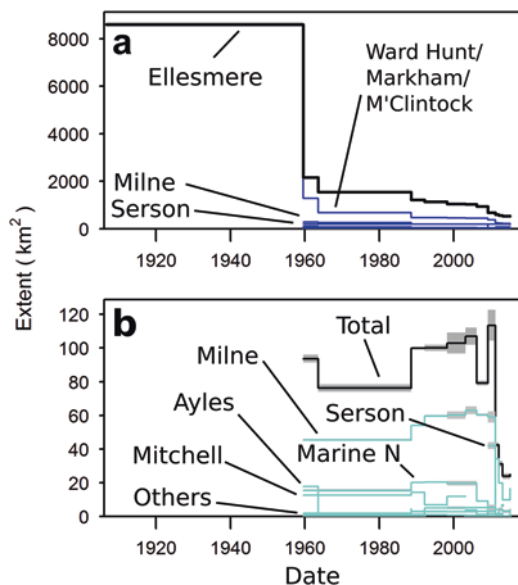 a
8000
6000
4000
2000
0
Ellesmere
Ward Hunt/
Markham/
M'Clintock
Milne
Serson
1920 1940 1960 1980 2000
Extent ( km²)
b
120
100
80
60
40
20
0
Total
Milne
Ayles
Serson
Mitchell
Marine N
Others
1920 1940 1960 1980 2000
Date